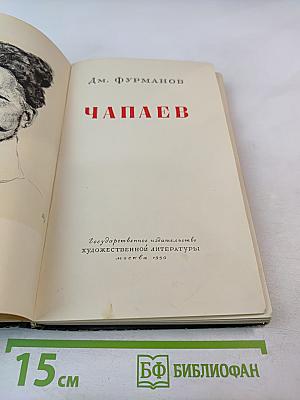 Дм. ФУРМАНОВ
ЧАПАЕВ
Государственное издательство
ХУДОЖЕСТВЕННОЙ ЛИТЕРАТУРЫ
москва 1950
15 см
БФ БИБЛИОФАН